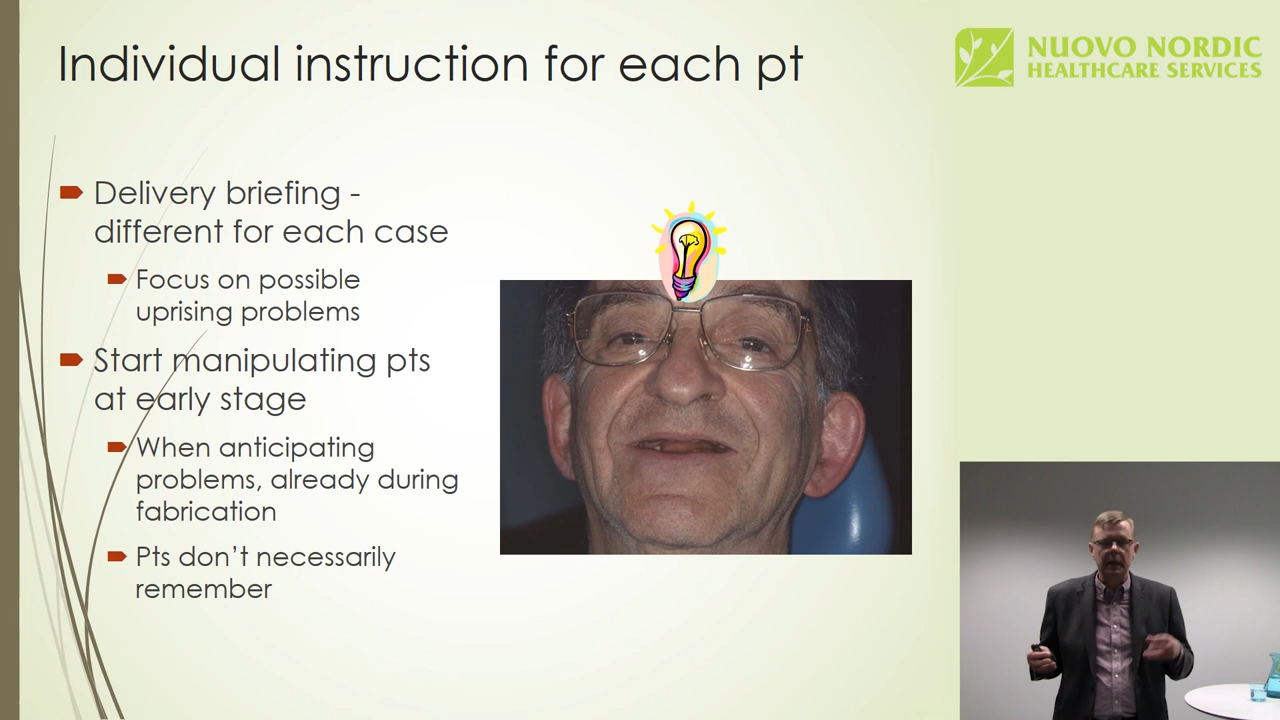 Individual instruction for each pt
NUOVO NORDIC
HEALTHCARE SERVICES
Delivery briefing -
different for each case
Focus on possible
uprising problems
Start manipulating pts
at early stage
When anticipating
problems, already during
fabrication
Pts don't necessarily
remember